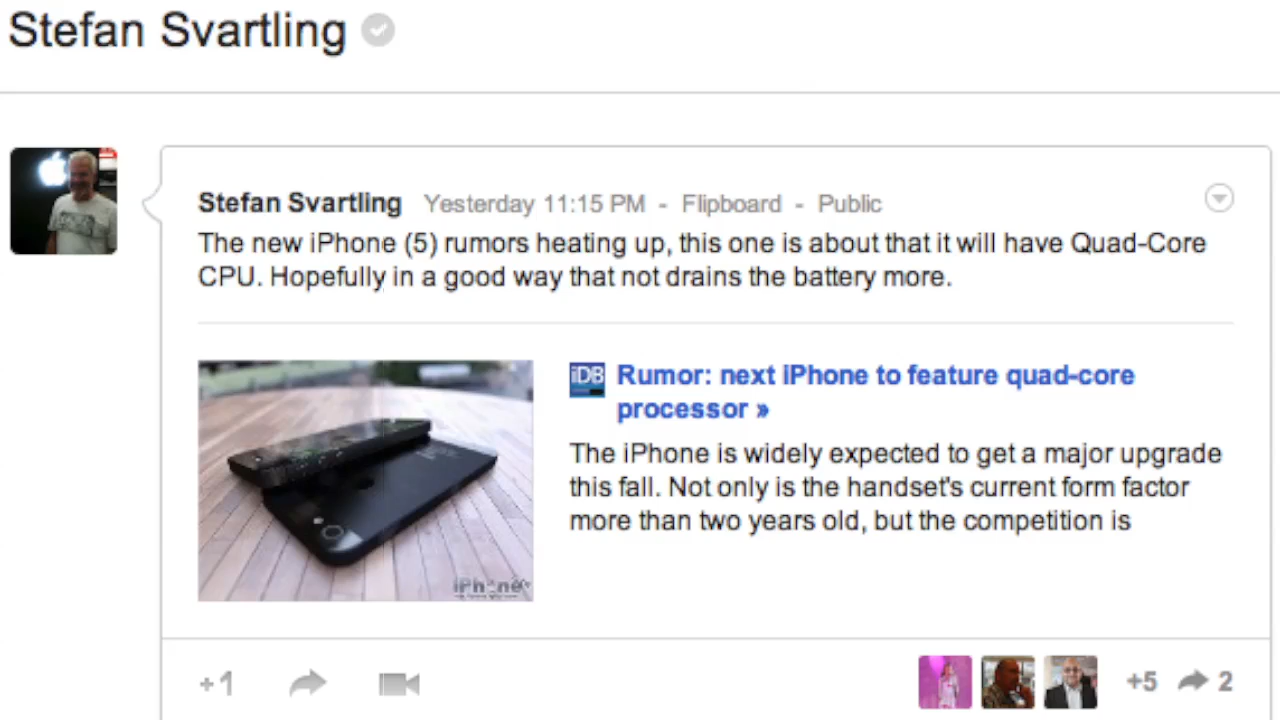 Stefan Svartling
Stefan Svartling Yesterday 11:15 PM - Flipboard - Public
The new iPhone (5) rumors heating up, this one is about that it will have Quad-Core
CPU. Hopefully in a good way that not drains the battery more.
iDB
Rumor: next iPhone to feature quad-core
processor »
The iPhone is widely expected to get a major upgrade
this fall. Not only is the handset's current form factor
more than two years old, but the competition is
iPhone
+1
+5 2